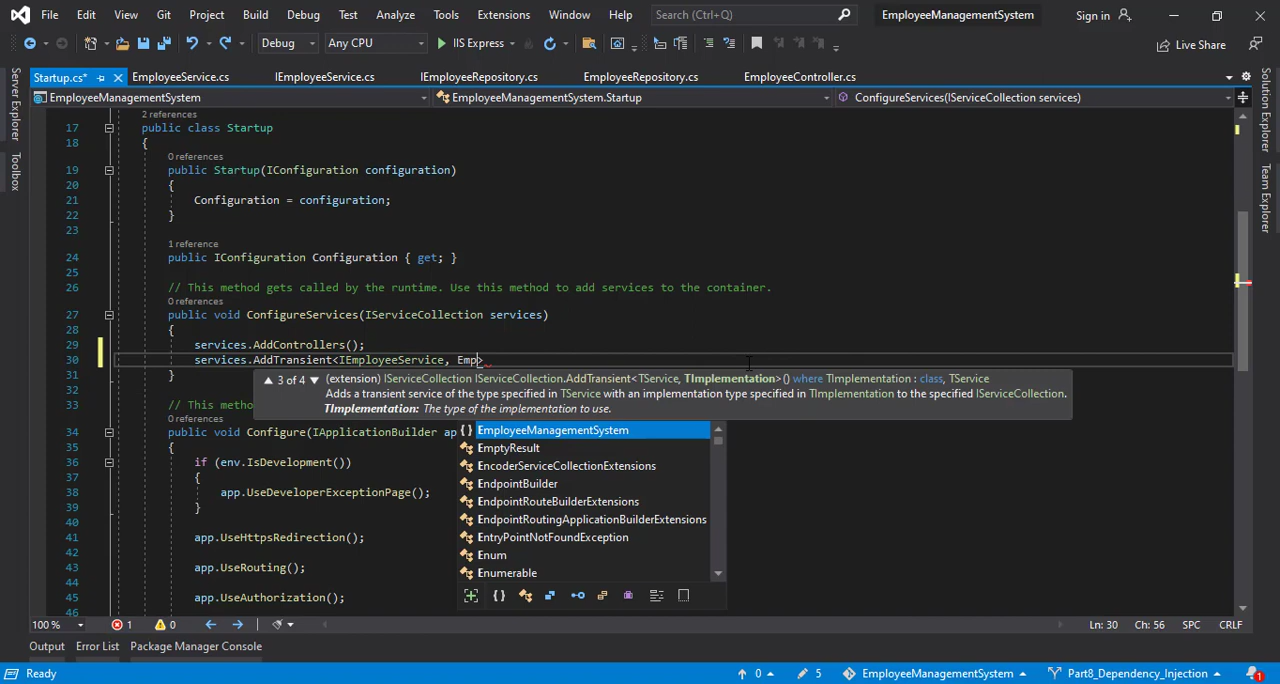 File Edit View Git Project Build Debug Test Analyze Tools Extensions Window Help Search (Ctrl+Q) EmployeeManagementSystem Sign in
Debug Any CPU IIS Express Live Share
Startup.cs* EmployeeService.cs IEmployeeService.cs IEmployeeRepository.cs EmployeeRepository.cs EmployeeController.cs
EmployeeManagementSystem EmployeeManagementSystem.Startup ConfigureServices(IServiceCollection services)
Server Explorer
Toolbox
Solution Explorer
Team Explorer
2 references
17 public class Startup
18 {
0 references
19 public Startup(IConfiguration configuration)
20 {
21 Configuration = configuration;
22 }
23
1 reference
24 public IConfiguration Configuration { get; }
25
26 // This method gets called by the runtime. Use this method to add services to the container.
0 references
27 public void ConfigureServices(IServiceCollection services)
28 {
29 services.AddControllers();
30 services.AddTransient<IEmployeeService, Emp>
31 }
3 of 4 (extension) IServiceCollection IServiceCollection.AddTransient<TService, TImplementation>() where TImplementation : class, TService
Adds a transient service of the type specified in TService with an implementation type specified in TImplementation to the specified IServiceCollection.
TImplementation: The type of the implementation to use.
32
33 // This metho
0 references
34 public void Configure(IApplicationBuilder ap
35 {
36 if (env.IsDevelopment())
37 {
38 app.UseDeveloperExceptionPage();
39 }
40
41 app.UseHttpsRedirection();
42
43 app.UseRouting();
44
45 app.UseAuthorization();
46
{ } EmployeeManagementSystem
EmptyResult
EncoderServiceCollectionExtensions
EndpointBuilder
EndpointRouteBuilderExtensions
EndpointRoutingApplicationBuilderExtensions
EntryPointNotFoundException
Enum
Enumerable
100 % 1 0 Ln: 30 Ch: 56 SPC CRLF
Output Error List Package Manager Console
Ready 0 5 EmployeeManagementSystem Part8_Dependency_Injection 1